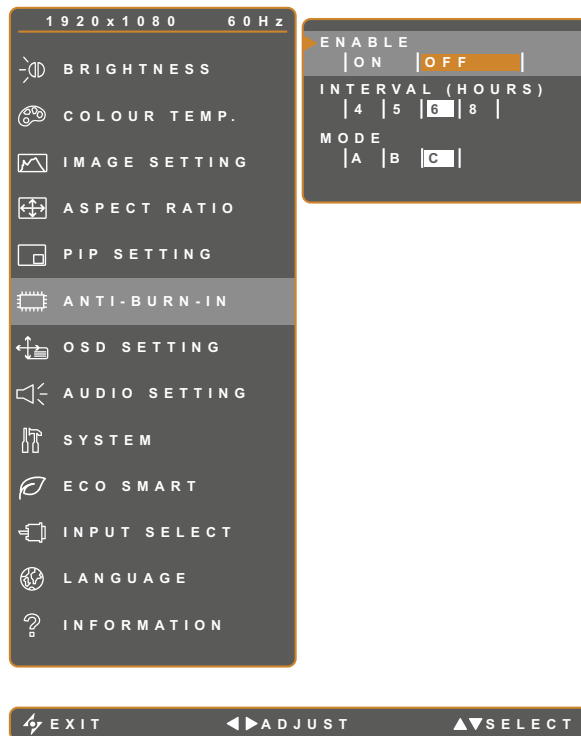 1920x1080 60Hz
BRIGHTNESS
COLOUR TEMP.
IMAGE SETTING
ASPECT RATIO
PIP SETTING
ANTI-BURN-IN
OSD SETTING
AUDIO SETTING
SYSTEM
ECO SMART
INPUT SELECT
LANGUAGE
INFORMATION
ENABLE
ON OFF
INTERVAL (HOURS)
4 5 6 8
MODE
A B C
EXIT ADJUST SELECT